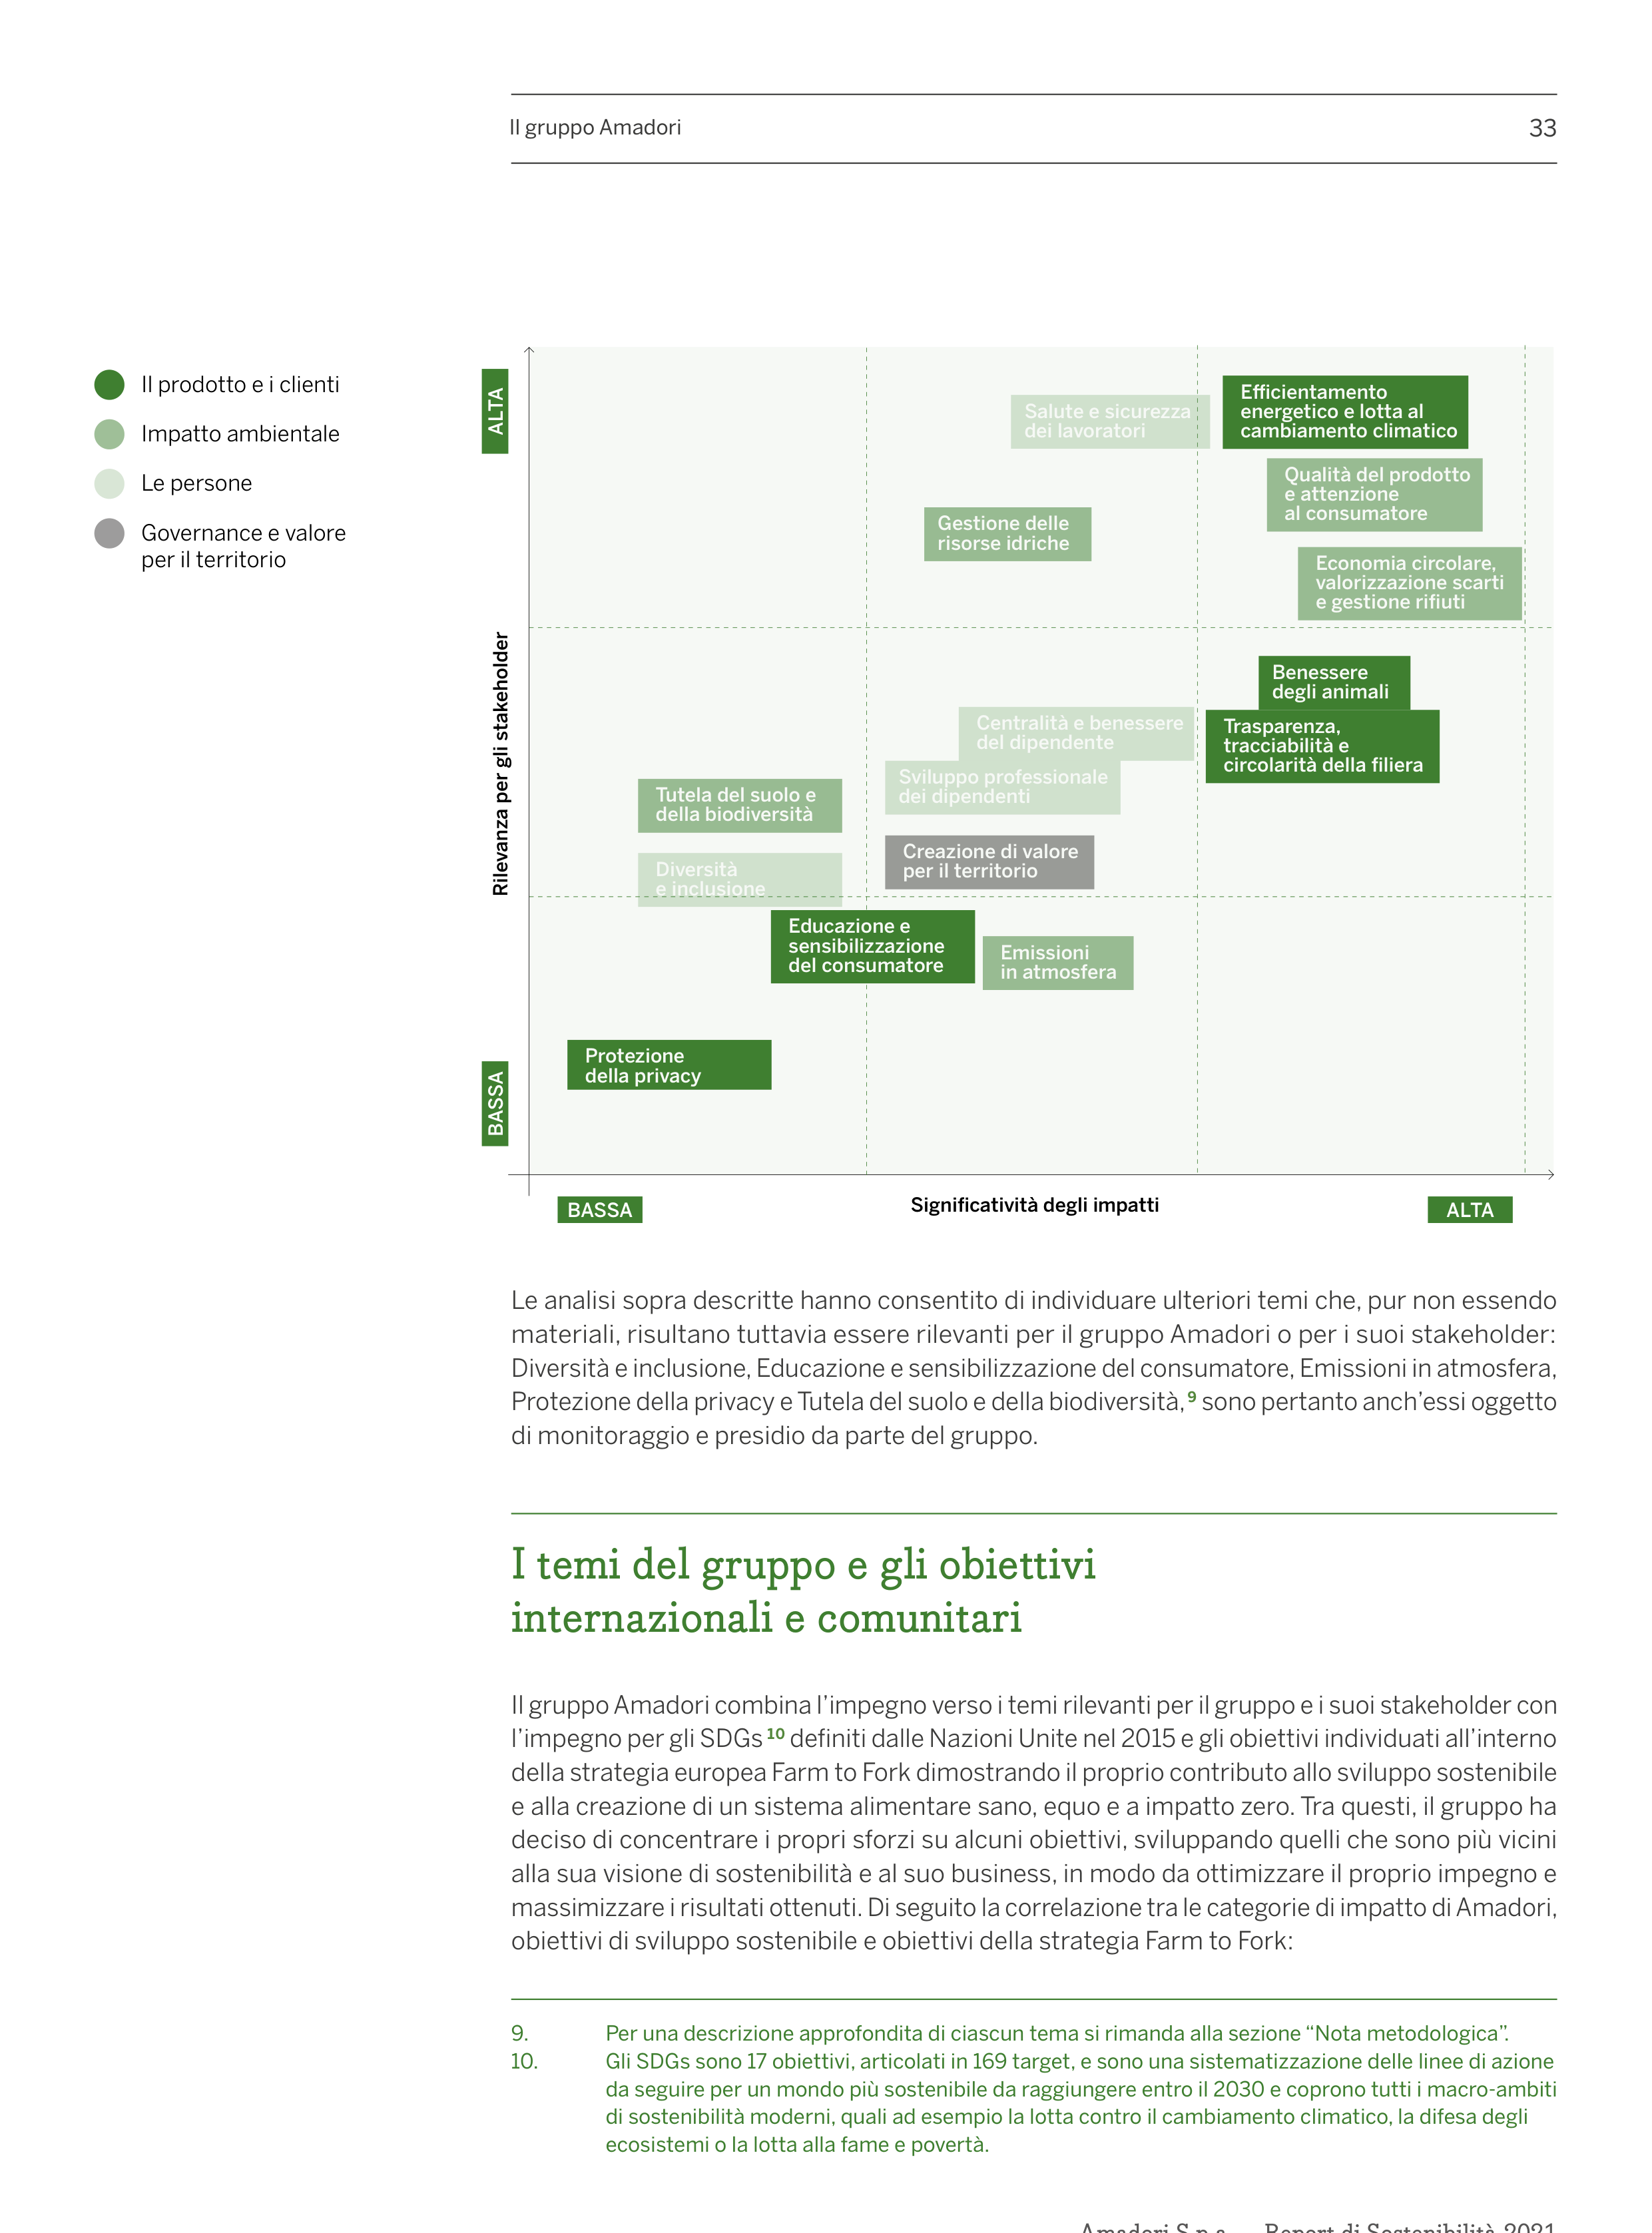 Il gruppo Amadori
33
Il prodotto e i clienti
Impatto ambientale
Le persone
Governance e valore
per il territorio
ALTA
Rilevanza per gli stakeholder
BASSA
Salute e sicurezza
dei lavoratori
Efficientamento
energetico e lotta al
cambiamento climatico
Qualità del prodotto
e attenzione
al consumatore
Gestione delle
risorse idriche
Economia circolare,
valorizzazione scarti
e gestione rifiuti
Benessere
degli animali
Centralità e benessere
del dipendente
Trasparenza,
tracciabilità e
circolarità della filiera
Sviluppo professionale
dei dipendenti
Tutela del suolo e
della biodiversità
Creazione di valore
per il territorio
Diversità
e inclusione
Educazione e
sensibilizzazione
del consumatore
Emissioni
in atmosfera
Protezione
della privacy
BASSA
Significatività degli impatti
ALTA
Le analisi sopra descritte hanno consentito di individuare ulteriori temi che, pur non essendo
materiali, risultano tuttavia essere rilevanti per il gruppo Amadori o per i suoi stakeholder:
Diversità e inclusione, Educazione e sensibilizzazione del consumatore, Emissioni in atmosfera,
Protezione della privacy e Tutela del suolo e della biodiversità,9 sono pertanto anch’essi oggetto
di monitoraggio e presidio da parte del gruppo.
I temi del gruppo e gli obiettivi
internazionali e comunitari
Il gruppo Amadori combina l’impegno verso i temi rilevanti per il gruppo e i suoi stakeholder con
l’impegno per gli SDGs 10 definiti dalle Nazioni Unite nel 2015 e gli obiettivi individuati all’interno
della strategia europea Farm to Fork dimostrando il proprio contributo allo sviluppo sostenibile
e alla creazione di un sistema alimentare sano, equo e a impatto zero. Tra questi, il gruppo ha
deciso di concentrare i propri sforzi su alcuni obiettivi, sviluppando quelli che sono più vicini
alla sua visione di sostenibilità e al suo business, in modo da ottimizzare il proprio impegno e
massimizzare i risultati ottenuti. Di seguito la correlazione tra le categorie di impatto di Amadori,
obiettivi di sviluppo sostenibile e obiettivi della strategia Farm to Fork:
9. Per una descrizione approfondita di ciascun tema si rimanda alla sezione “Nota metodologica”.
10. Gli SDGs sono 17 obiettivi, articolati in 169 target, e sono una sistematizzazione delle linee di azione
da seguire per un mondo più sostenibile da raggiungere entro il 2030 e coprono tutti i macro-ambiti
di sostenibilità moderni, quali ad esempio la lotta contro il cambiamento climatico, la difesa degli
ecosistemi o la lotta alla fame e povertà.
Amadori S.p.a. — Report di Sostenibilità 2021